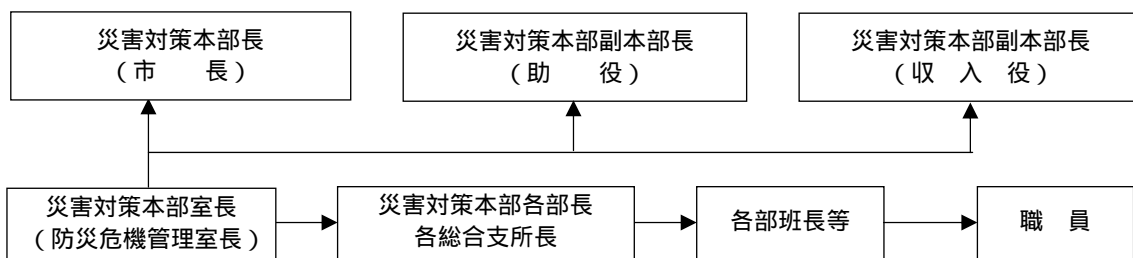 災害対策本部長
（市　　長）
災害対策本部副本部長
（助　　役）
災害対策本部副本部長
（収　入　役）
災害対策本部室長
（防災危機管理室長）
災害対策本部各部長
各総合支所長
各部班長等
職　員